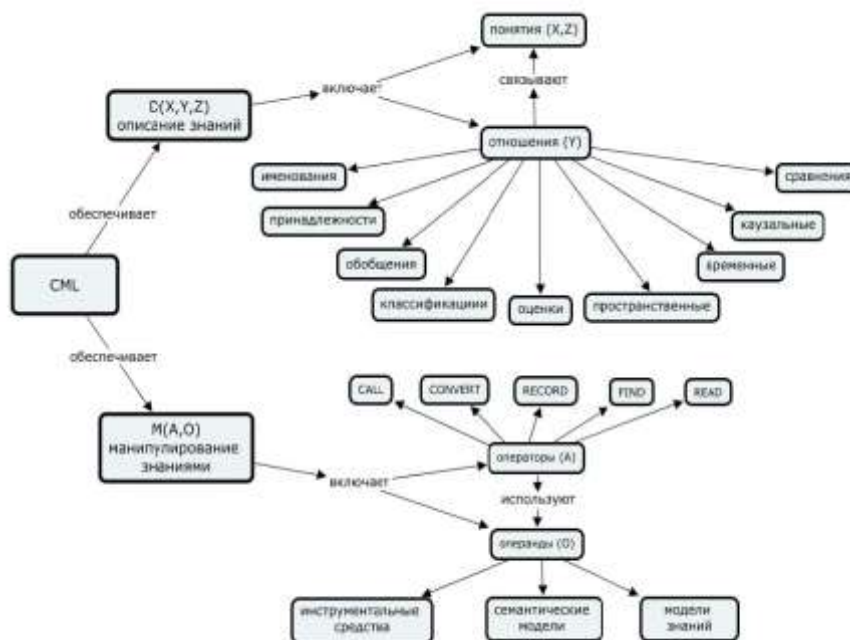 понятия (X,Z)
связывают
включает
D(X,Y,Z)
описание знаний
отношения (Y)
именования
сравнения
принадлежности
каузальные
обеспечивает
обобщения
временные
CML
классификациии
оценки
пространственные
обеспечивает
CALL
CONVERT
RECORD
FIND
READ
M(A,O)
манипулирование
знаниями
операторы (A)
включает
используют
операнды (O)
инструментальные
средства
семантические
модели
модели
знаний